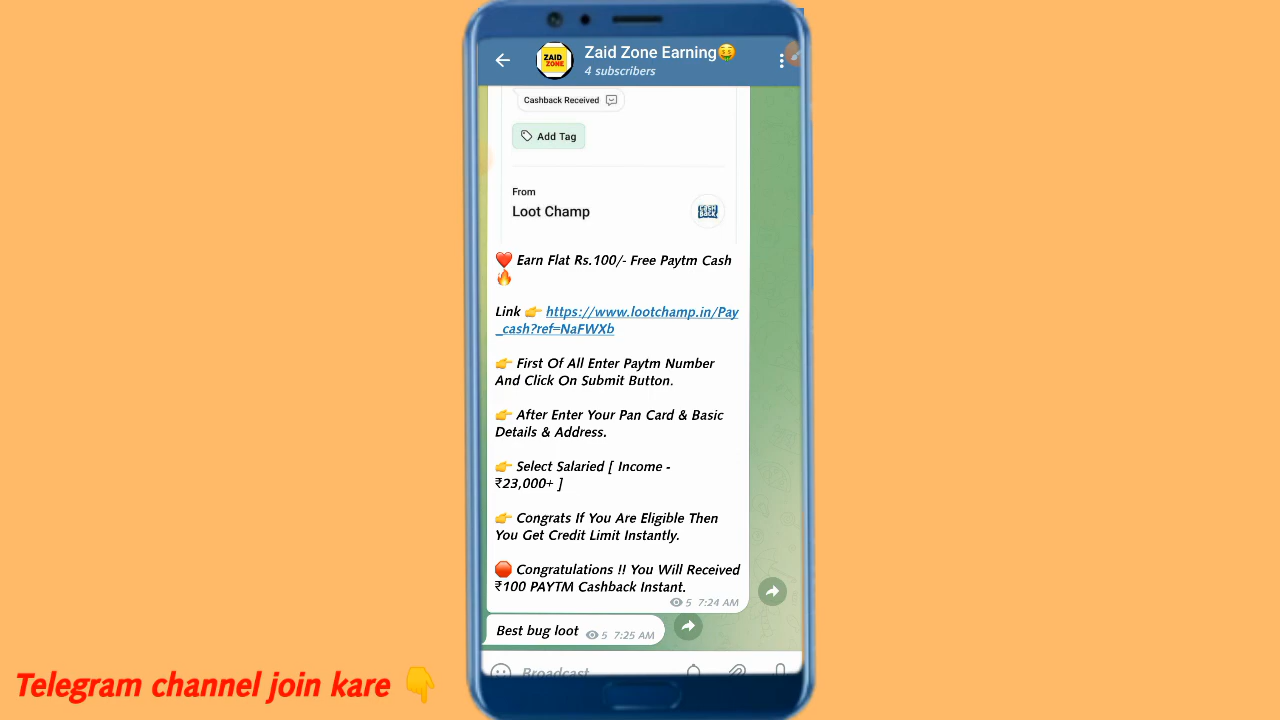 ZAID
ZONE
Zaid Zone Earning🤑
4 subscribers
Cashback Received
Add Tag
From
Loot Champ
❤️ Earn Flat Rs.100/- Free Paytm Cash
🔥
Link 👉 https://www.lootchamp.in/Pay
_cash?ref=NaFWXb
👉 First Of All Enter Paytm Number
And Click On Submit Button.
👉 After Enter Your Pan Card & Basic
Details & Address.
👉 Select Salaried [ Income -
₹23,000+ ]
👉 Congrats If You Are Eligible Then
You Get Credit Limit Instantly.
🛑 Congratulations !! You Will Received
₹100 PAYTM Cashback Instant.
5 7:24 AM
Best bug loot 5 7:25 AM
Broadcast
Telegram channel join kare 👇